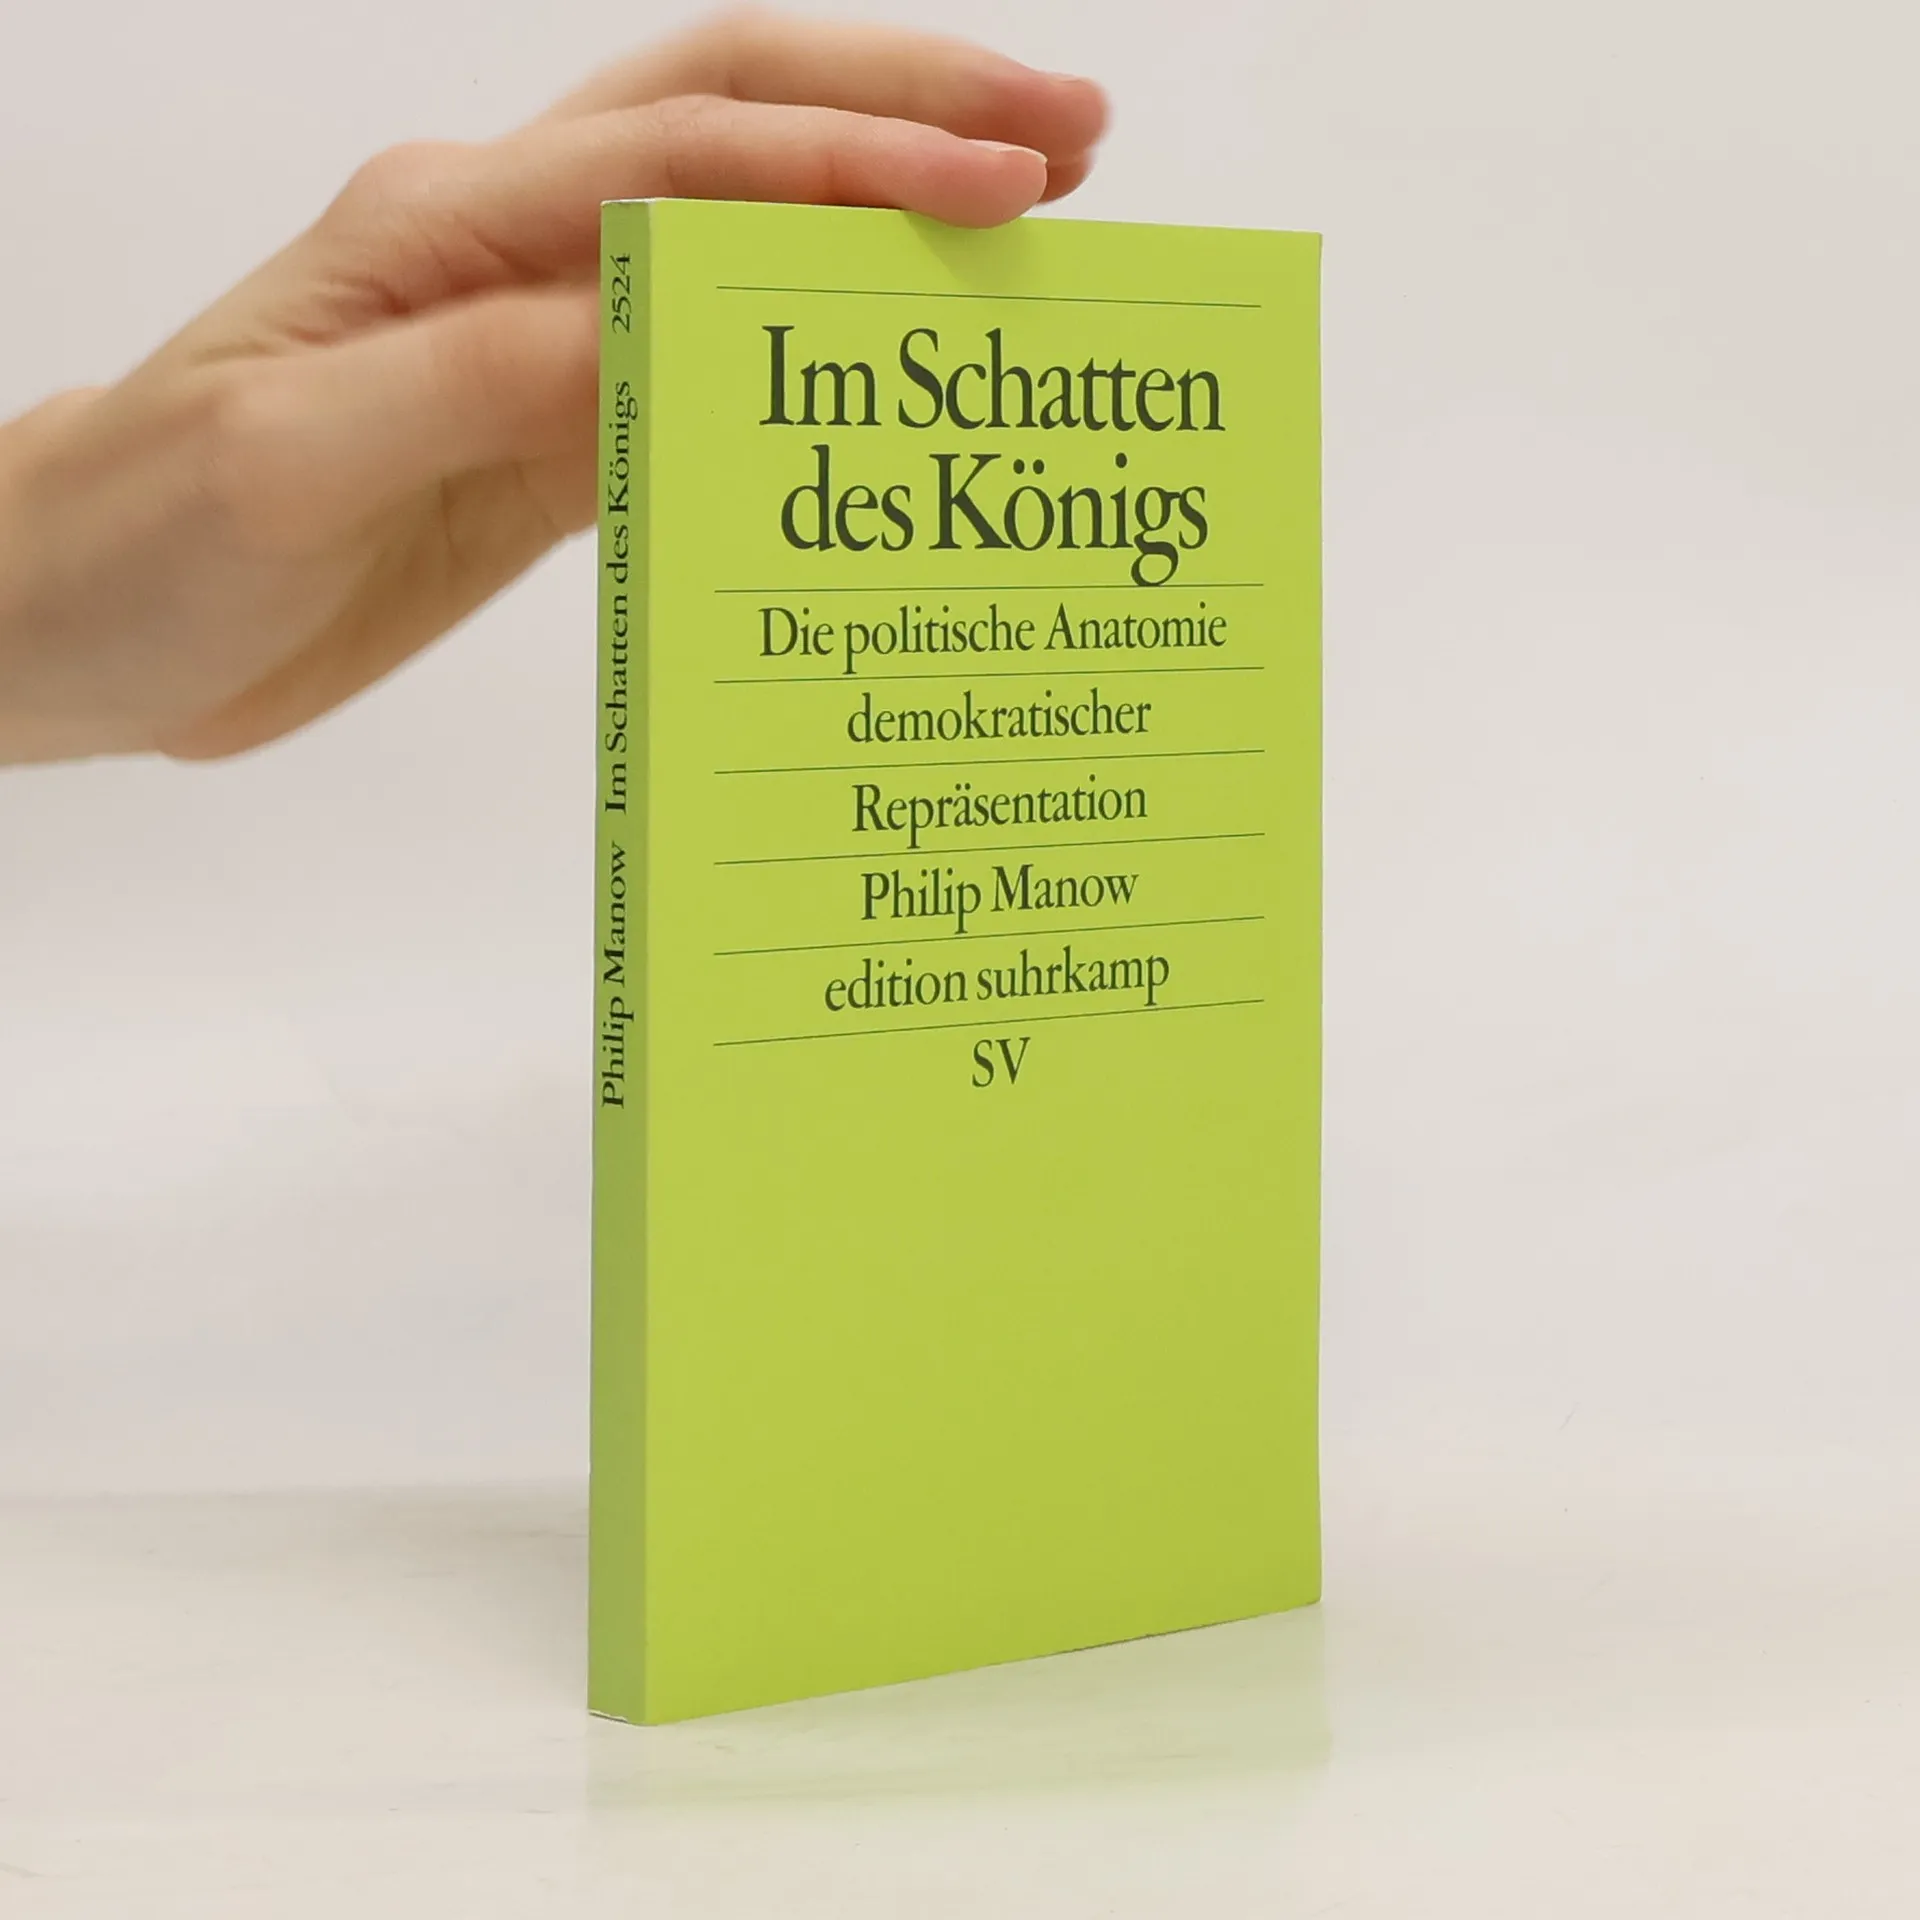 Philip Manow Im Schatten des Königs 2524
Im Schatten
des Königs
Die politische Anatomie
demokratischer
Repräsentation
Philip Manow
edition suhrkamp
SV